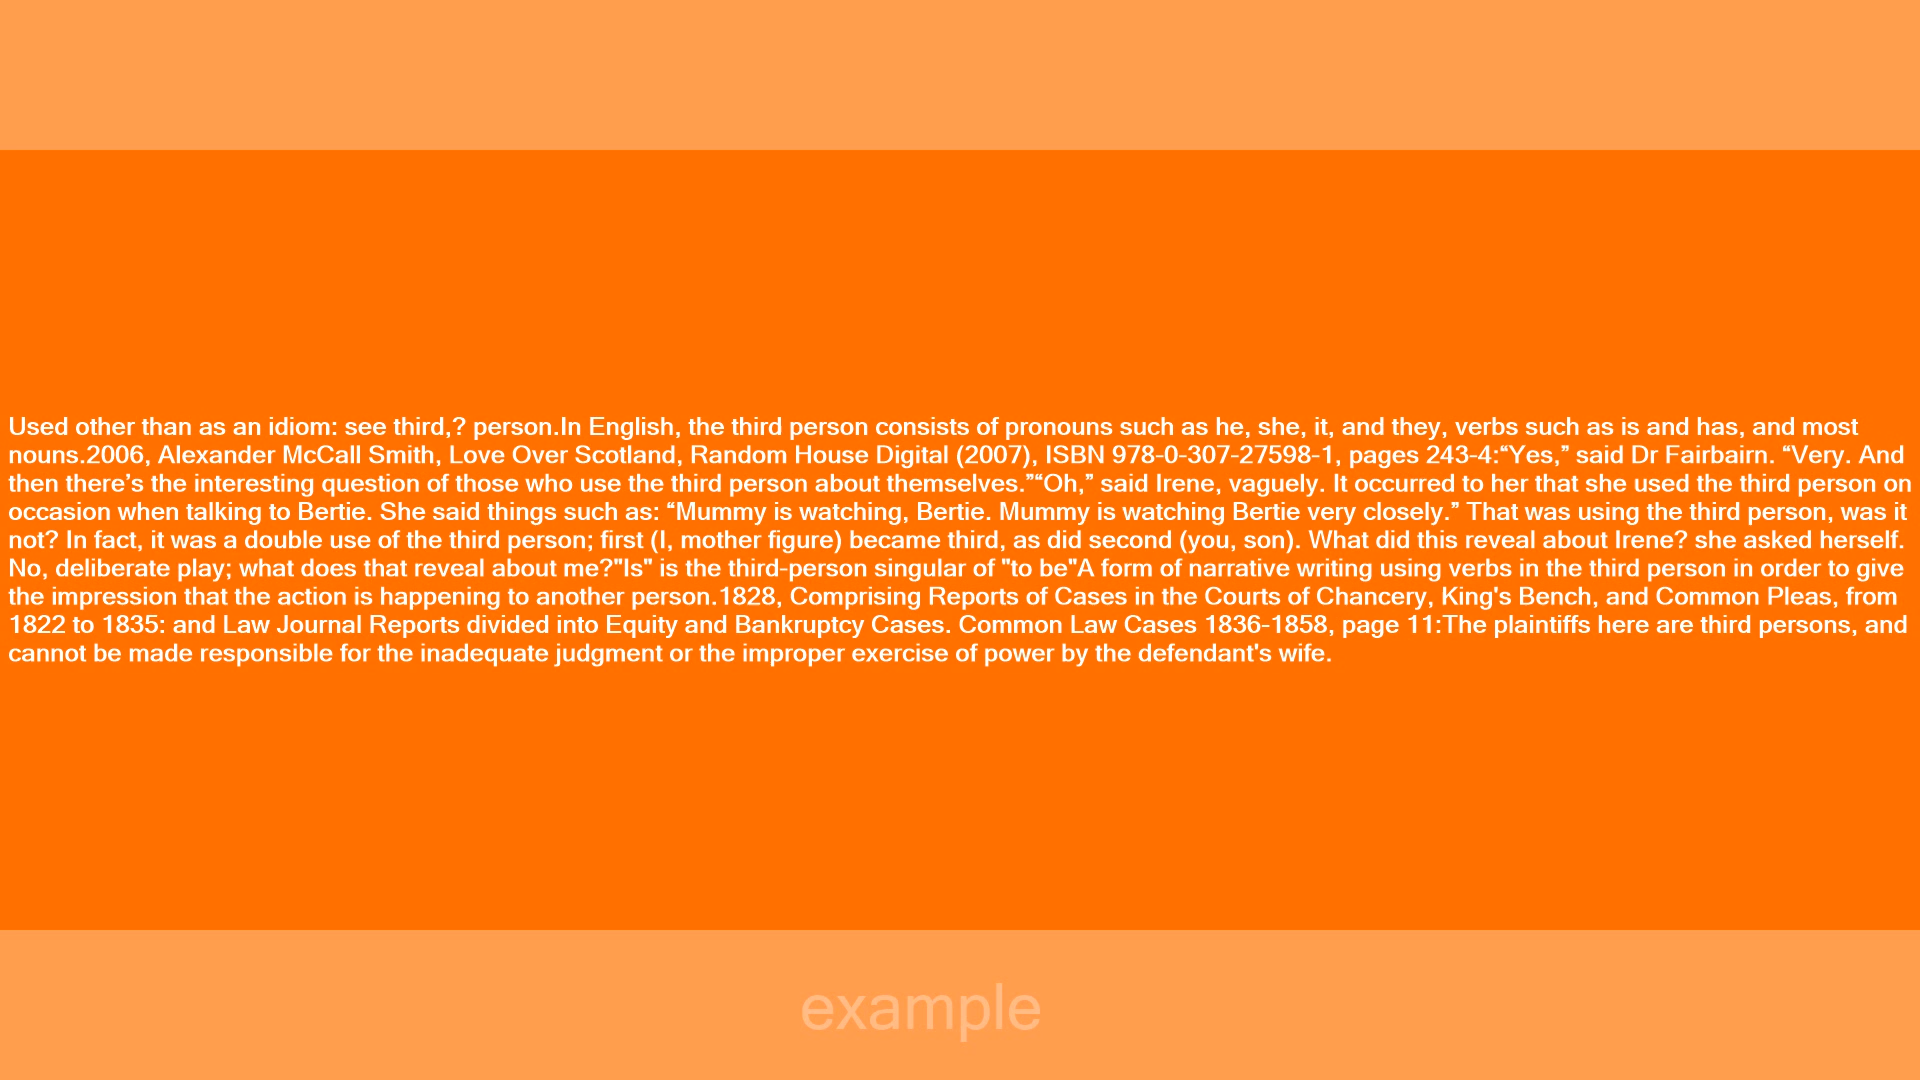 Used other than as an idiom: see third,? person.In English, the third person consists of pronouns such as he, she, it, and they, verbs such as is and has, and most
nouns.2006, Alexander McCall Smith, Love Over Scotland, Random House Digital (2007), ISBN 978-0-307-27598-1, pages 243-4:“Yes,” said Dr Fairbairn. “Very. And
then there’s the interesting question of those who use the third person about themselves.”“Oh,” said Irene, vaguely. It occurred to her that she used the third person on
occasion when talking to Bertie. She said things such as: “Mummy is watching, Bertie. Mummy is watching Bertie very closely.” That was using the third person, was it
not? In fact, it was a double use of the third person; first (I, mother figure) became third, as did second (you, son). What did this reveal about Irene? she asked herself.
No, deliberate play; what does that reveal about me?"Is" is the third-person singular of "to be"A form of narrative writing using verbs in the third person in order to give
the impression that the action is happening to another person.1828, Comprising Reports of Cases in the Courts of Chancery, King's Bench, and Common Pleas, from
1822 to 1835: and Law Journal Reports divided into Equity and Bankruptcy Cases. Common Law Cases 1836-1858, page 11:The plaintiffs here are third persons, and
cannot be made responsible for the inadequate judgment or the improper exercise of power by the defendant's wife.
example